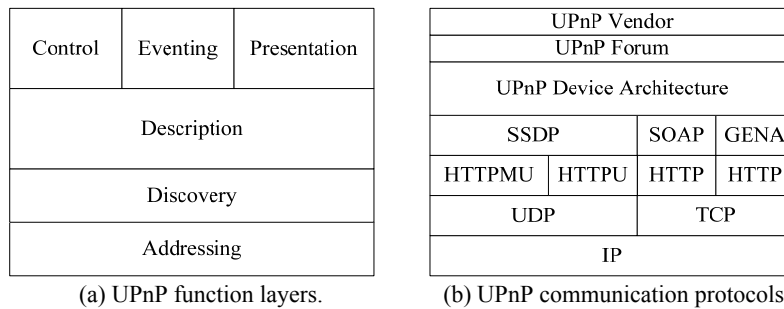 Control Eventing Presentation
Description
Discovery
Addressing
(a) UPnP function layers.
UPnP Vendor
UPnP Forum
UPnP Device Architecture
SSDP SOAP GENA
HTTPMU HTTPU HTTP HTTP
UDP TCP
IP
(b) UPnP communication protocols